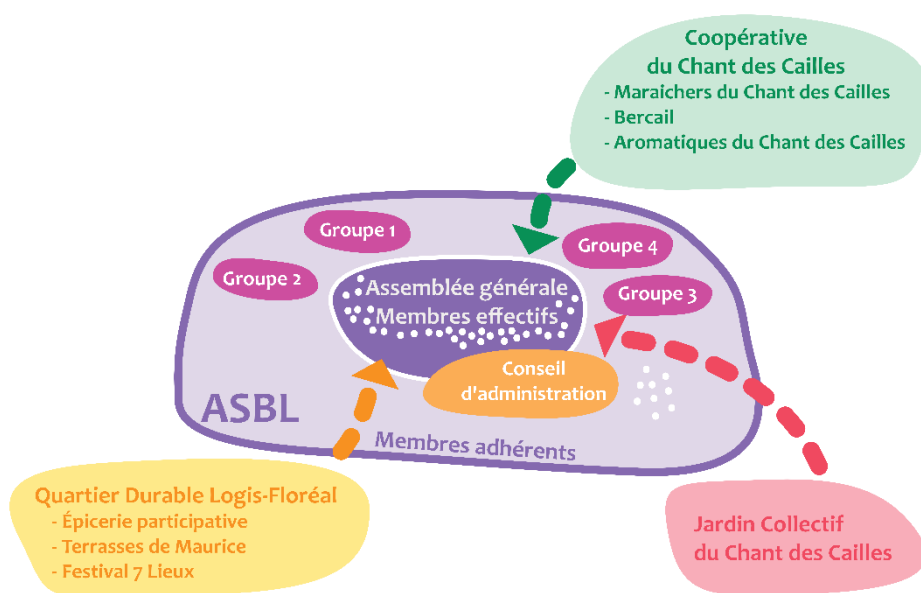 Coopérative
du Chant des Cailles
- Maraichers du Chant des Cailles
- Bercail
- Aromatiques du Chant des Cailles
Groupe 1
Groupe 4
Groupe 2
Groupe 3
Assemblée générale
Membres effectifs
Conseil
d'administration
ASBL
Membres adhérents
Quartier Durable Logis-Floréal
- Épicerie participative
- Terrasses de Maurice
- Festival 7 Lieux
Jardin Collectif
du Chant des Cailles